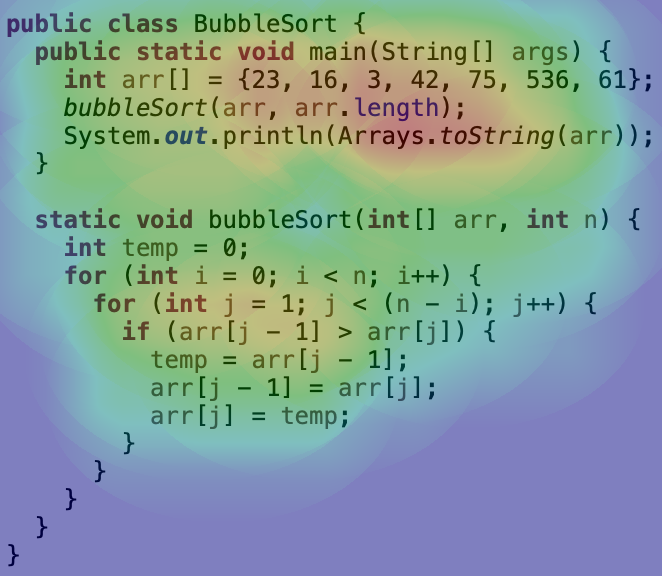 public class BubbleSort {
  public static void main(String[] args) {
    int arr[] = {23, 16, 3, 42, 75, 536, 61};
    bubbleSort(arr, arr.length);
    System.out.println(Arrays.toString(arr));
  }

  static void bubbleSort(int[] arr, int n) {
    int temp = 0;
    for (int i = 0; i < n; i++) {
      for (int j = 1; j < (n - i); j++) {
        if (arr[j - 1] > arr[j]) {
          temp = arr[j - 1];
          arr[j - 1] = arr[j];
          arr[j] = temp;
        }
      }
    }
  }
}